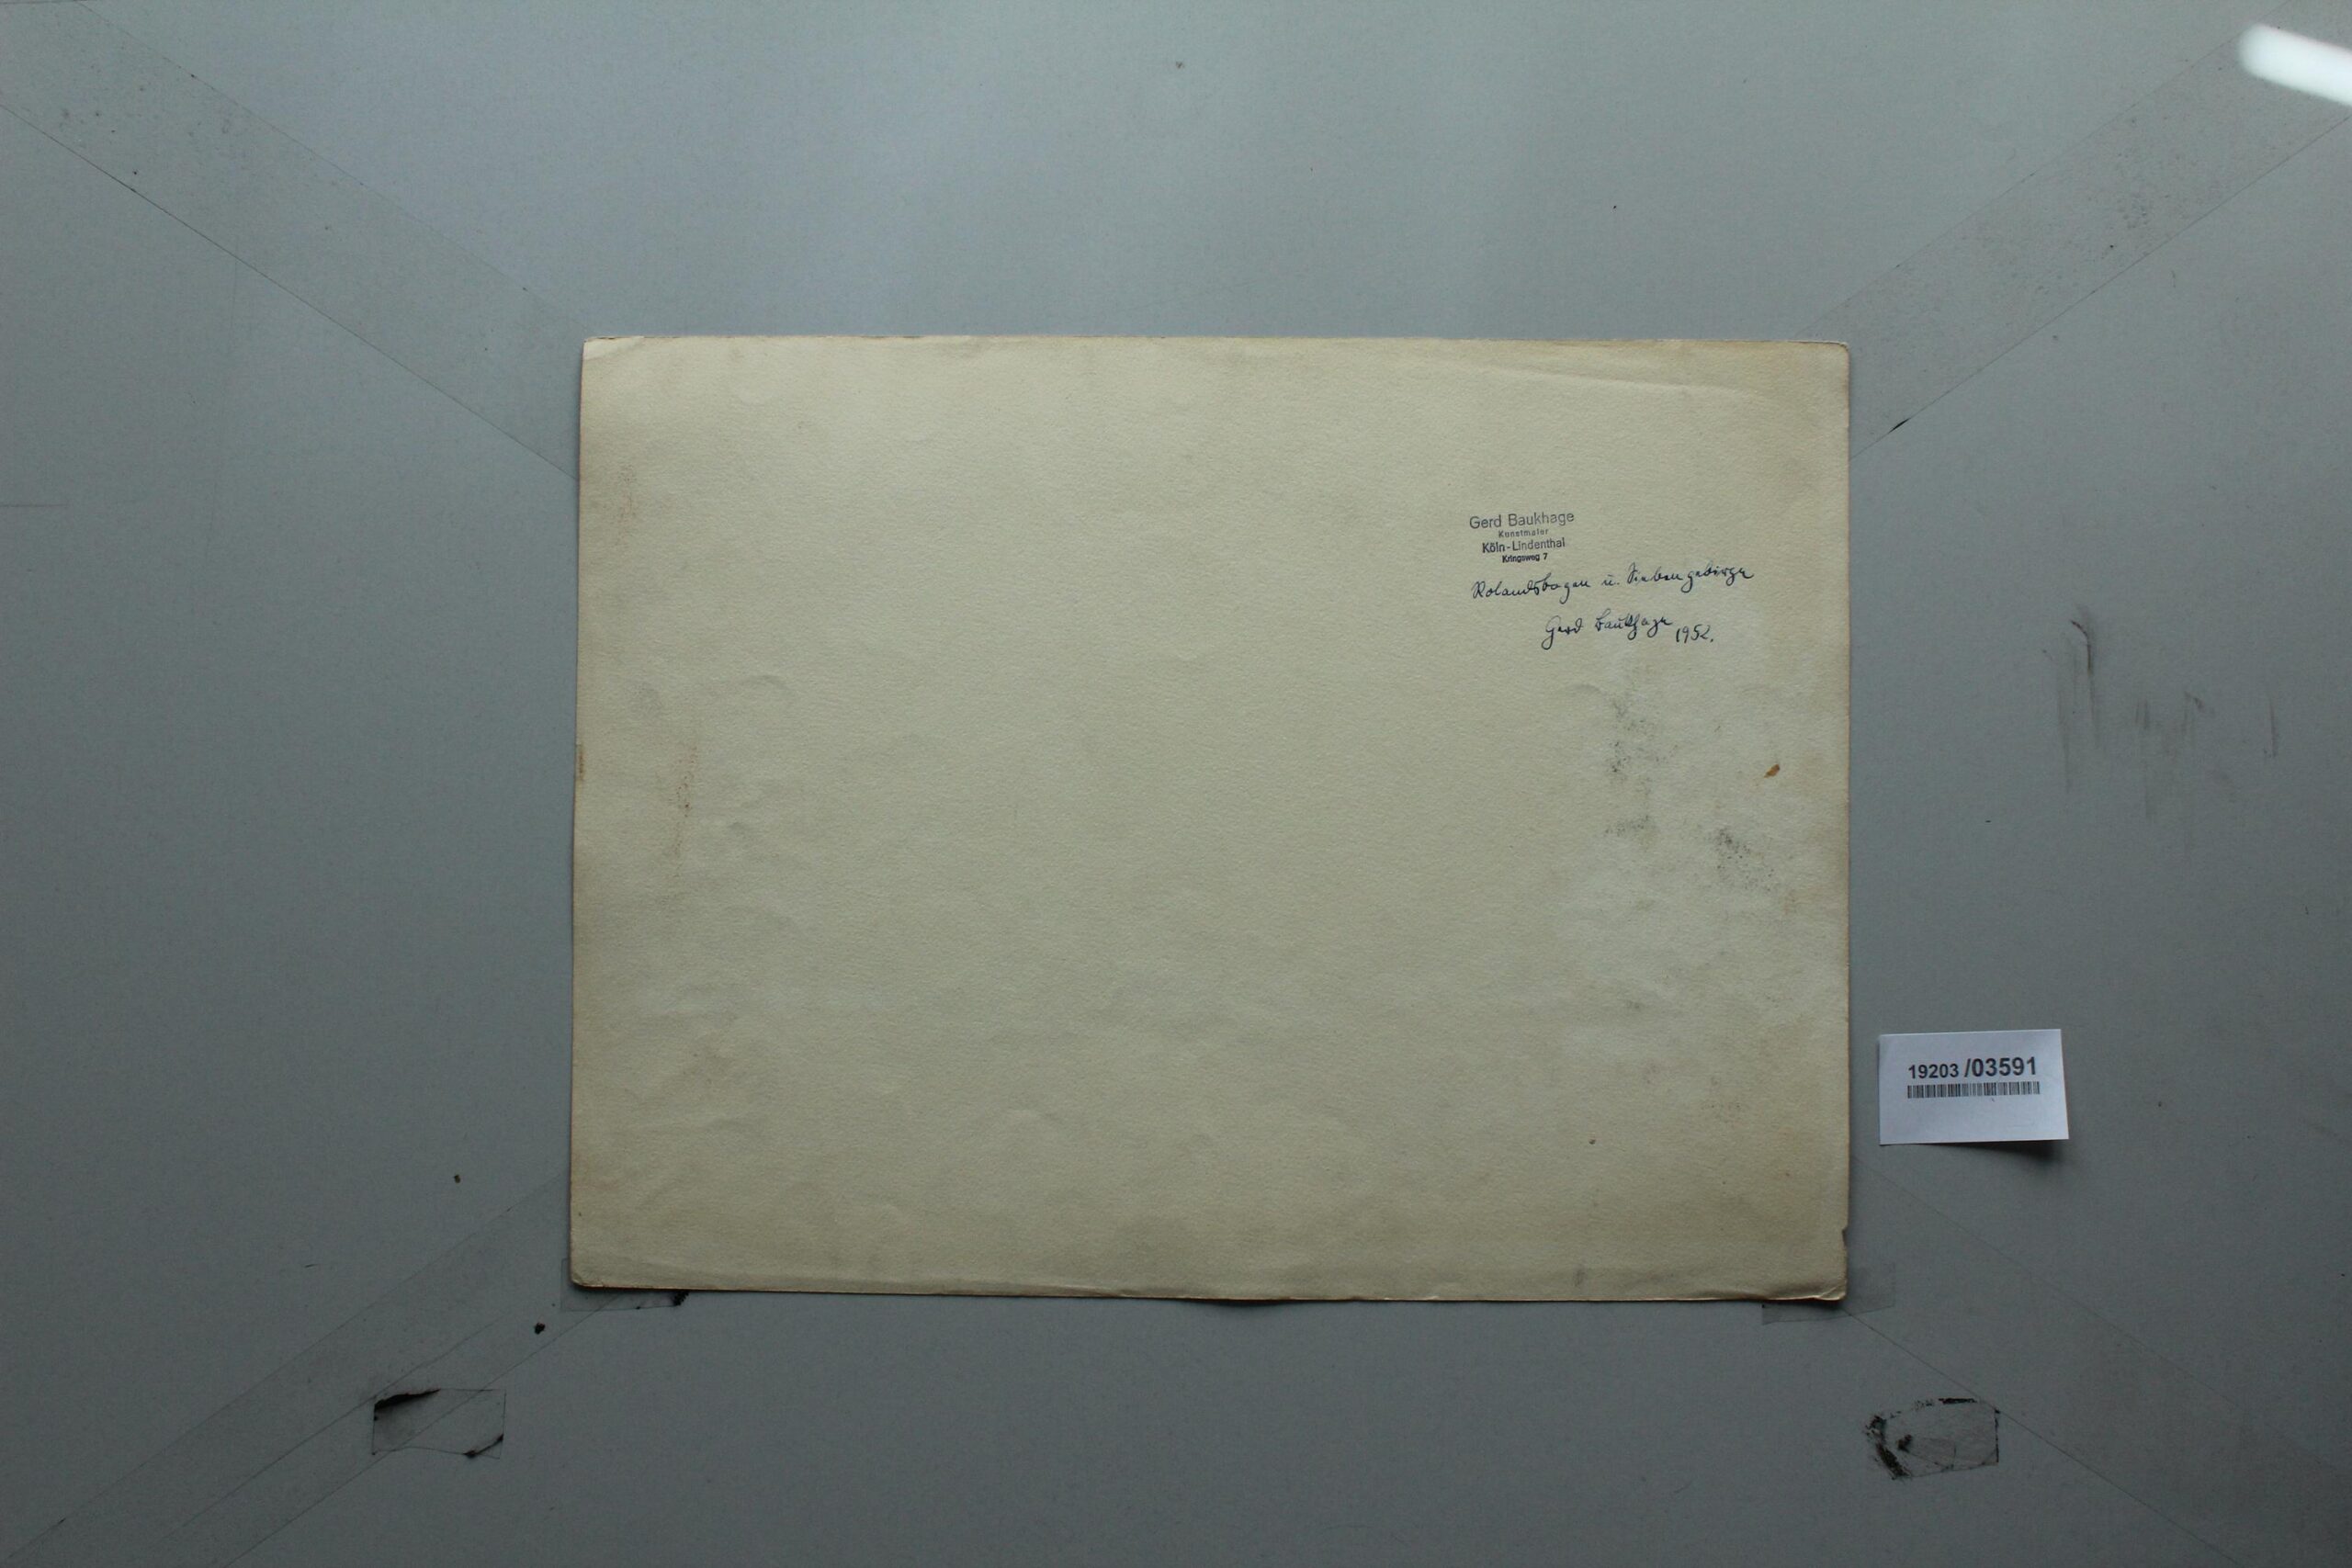 Gerd Baukhage
Kunstmaler
Köln-Lindenthal
Kringsweg 7
Rolandsbogen u. Siebengebirge
Gerd Baukhage 1952.
19203 /03591